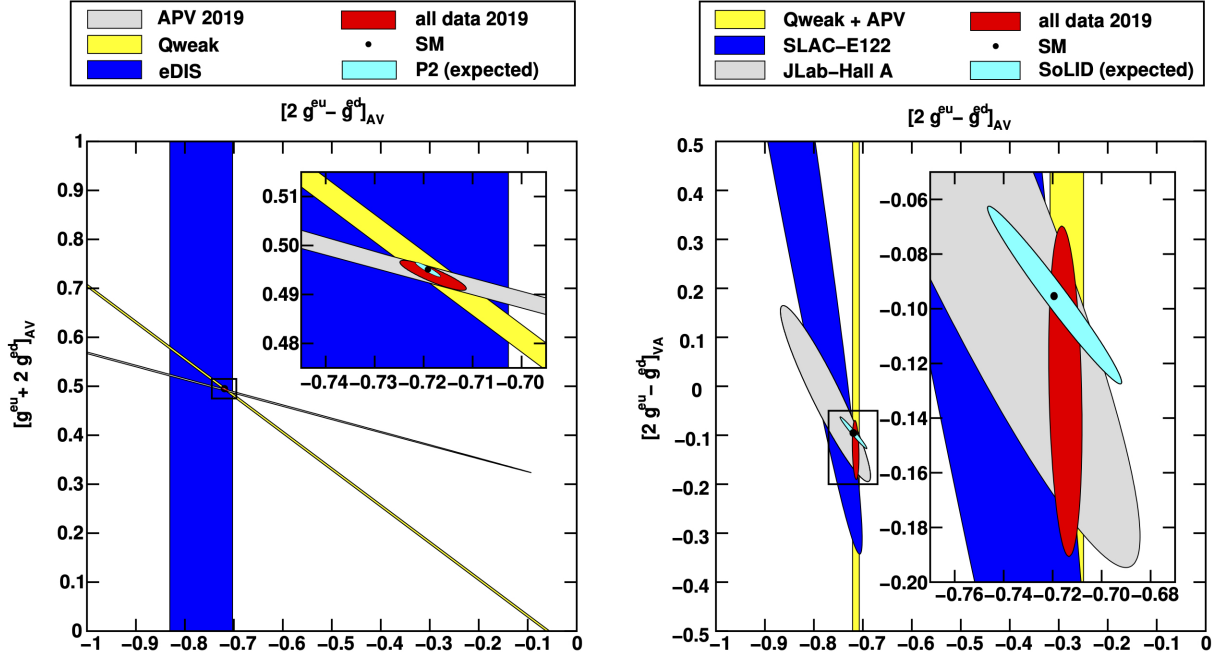 APV 2019
Qweak
eDIS
all data 2019
SM
P2 (expected)
[2 g^eu − g^ed]_AV
[g^eu + 2 g^ed]_AV
1
0.9
0.8
0.7
0.6
0.5
0.4
0.3
0.2
0.1
0
−1 −0.9 −0.8 −0.7 −0.6 −0.5 −0.4 −0.3 −0.2 −0.1 0
0.51
0.50
0.49
0.48
−0.74 −0.73 −0.72 −0.71 −0.70
Qweak + APV
SLAC−E122
JLab−Hall A
all data 2019
SM
SoLID (expected)
[2 g^eu − g^ed]_AV
[2 g^eu − g^ed]_VA
0.5
0.4
0.3
0.2
0.1
0
−0.1
−0.2
−0.3
−0.4
−0.5
−1 −0.9 −0.8 −0.7 −0.6 −0.5 −0.4 −0.3 −0.2 −0.1 0
−0.06
−0.08
−0.10
−0.12
−0.14
−0.16
−0.18
−0.20
−0.76 −0.74 −0.72 −0.70 −0.68